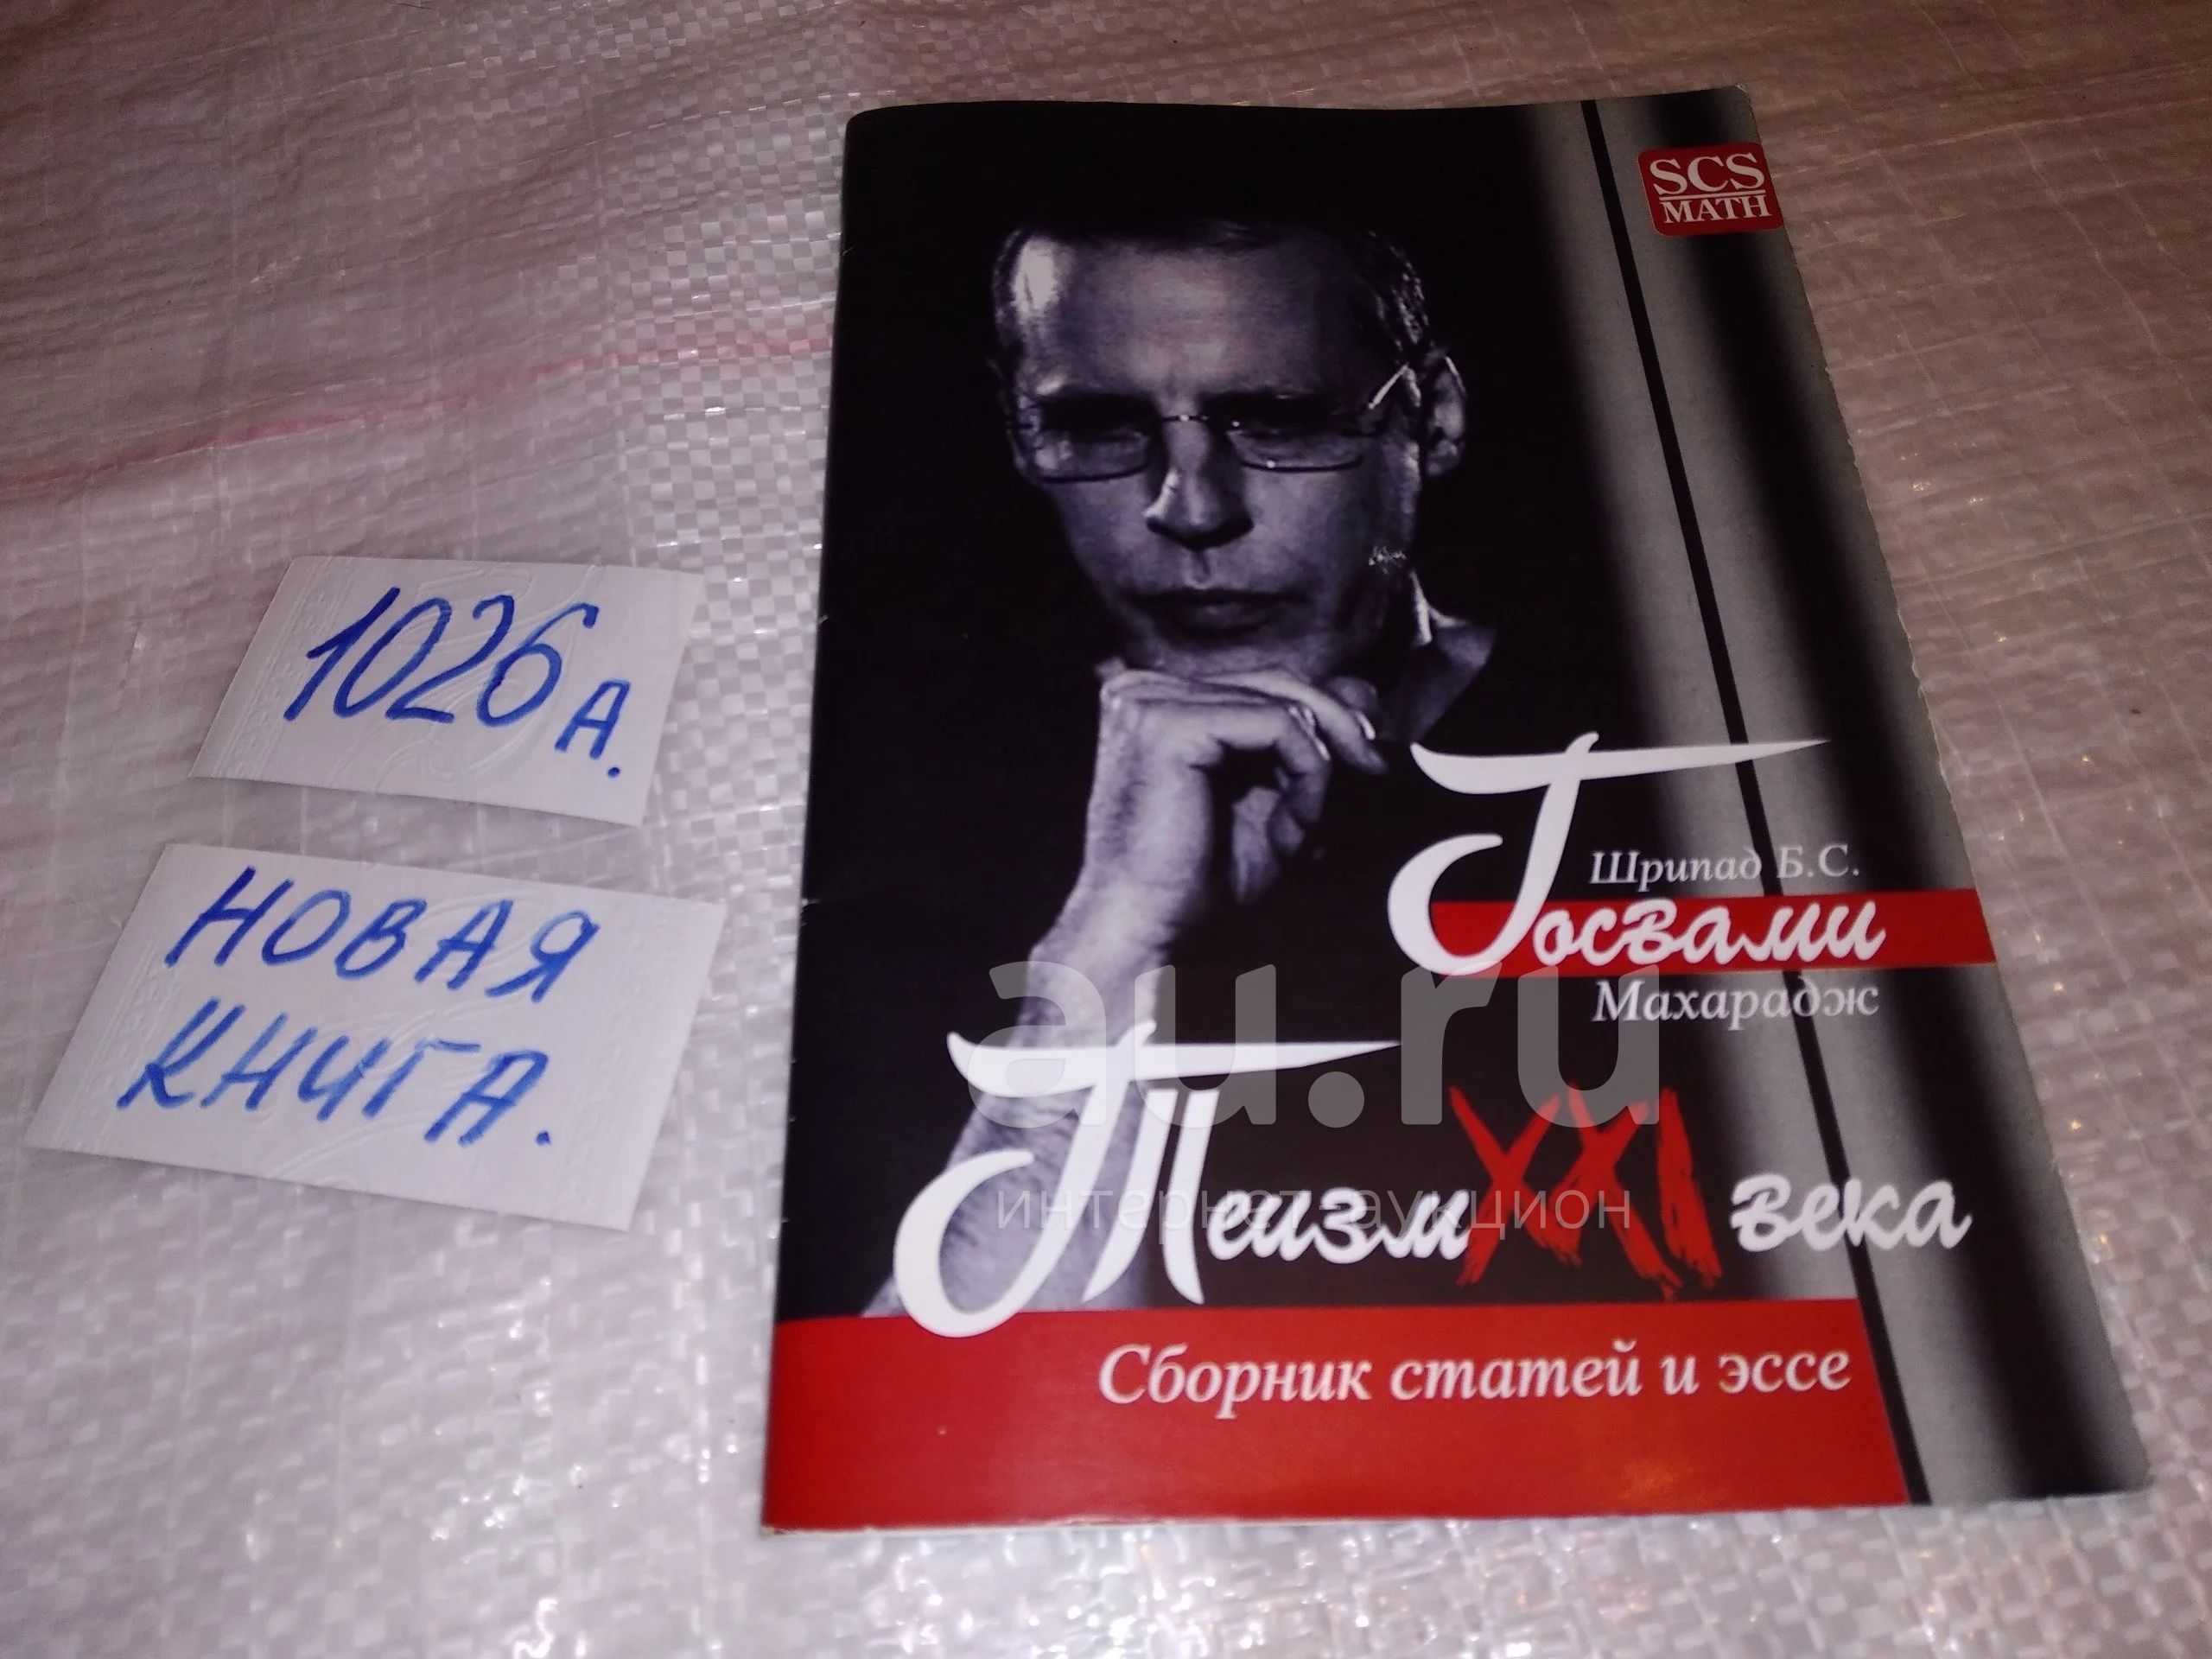 SCS
MATH
1026 А.
НОВАЯ
КНИГА.
Шрипад Б.С.
Госвами
Махарадж
au.ru
интернет-аукцион
Теизм XXI века
Сборник статей и эссе